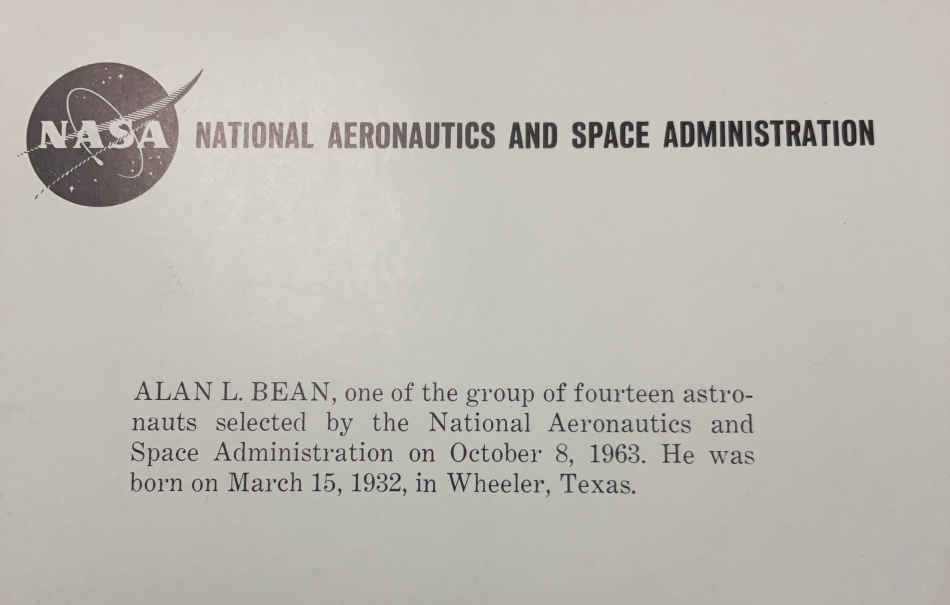 NASA NATIONAL AERONAUTICS AND SPACE ADMINISTRATION
ALAN L. BEAN, one of the group of fourteen astro-
nauts selected by the National Aeronautics and
Space Administration on October 8, 1963. He was
born on March 15, 1932, in Wheeler, Texas.